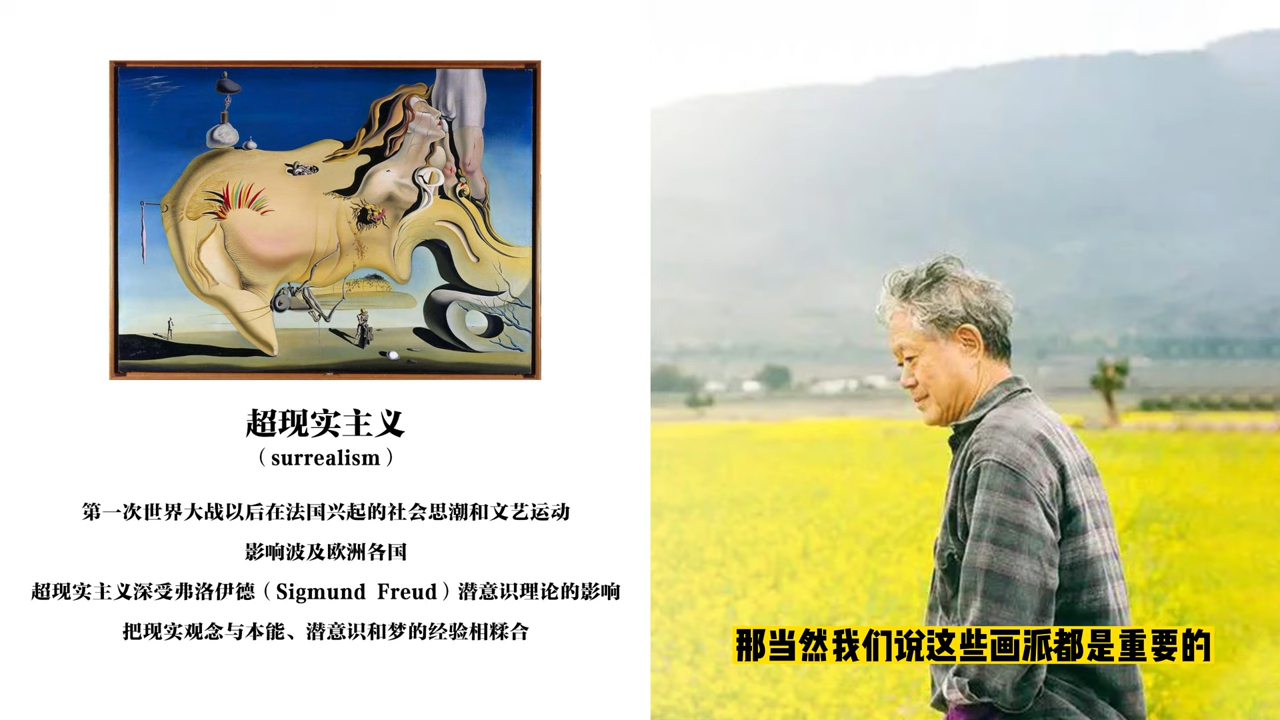 超现实主义
（surrealism）
第一次世界大战以后在法国兴起的社会思潮和文艺运动
影响波及欧洲各国
超现实主义深受弗洛伊德（Sigmund Freud）潜意识理论的影响
把现实观念与本能、潜意识和梦的经验相糅合
那当然我们说这些画派都是重要的